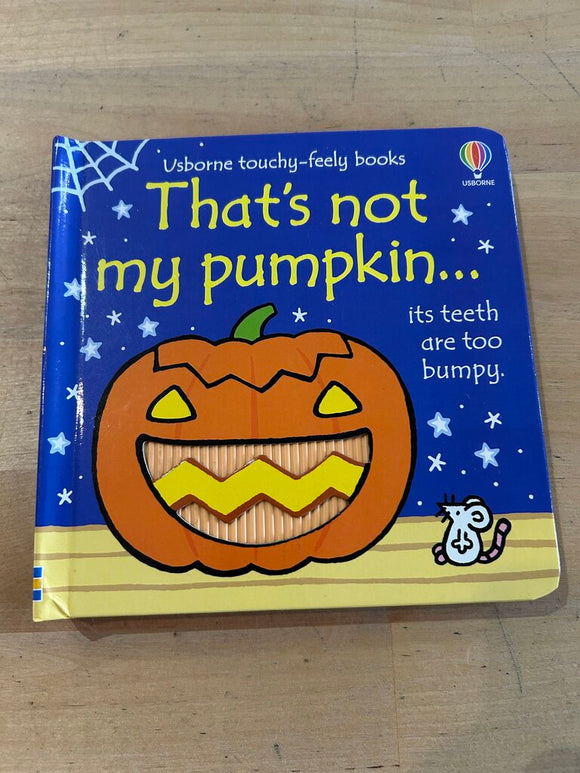 Usborne touchy-feely books
USBORNE
That's not
my pumpkin...
its teeth
are too
bumpy.